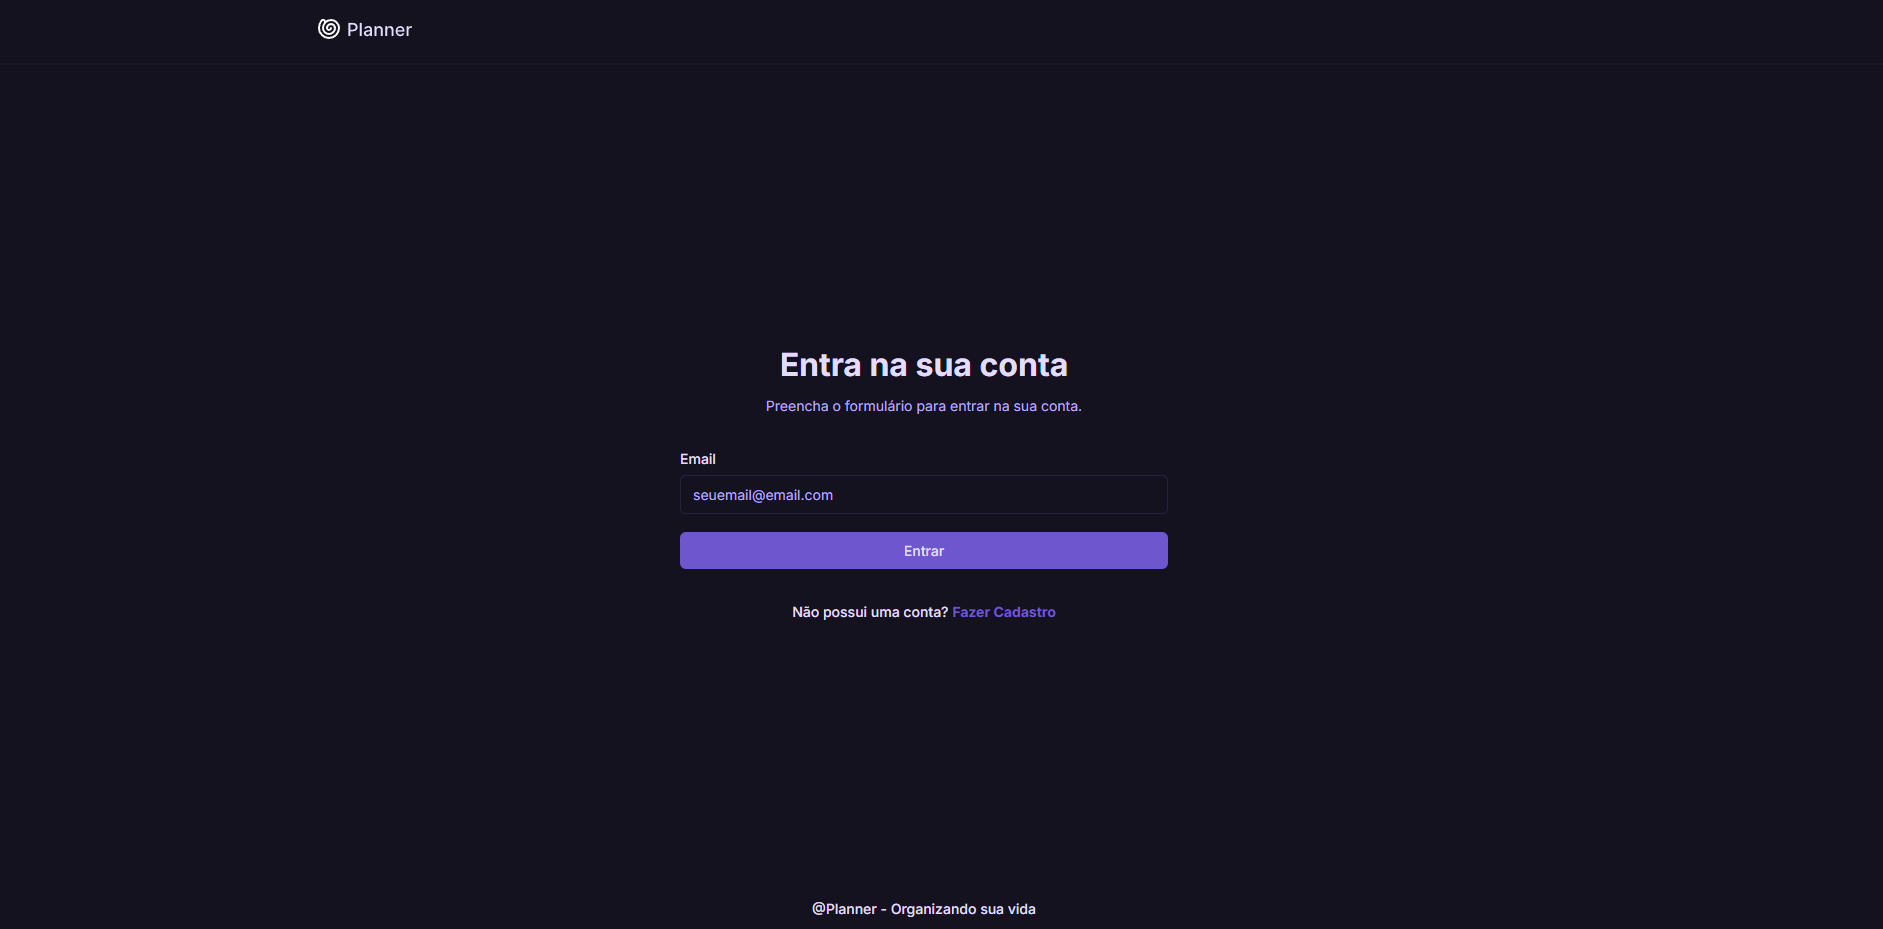 Planner
Entra na sua conta
Preencha o formulário para entrar na sua conta.
Email
seuemail@email.com
Entrar
Não possui uma conta? Fazer Cadastro
@Planner - Organizando sua vida